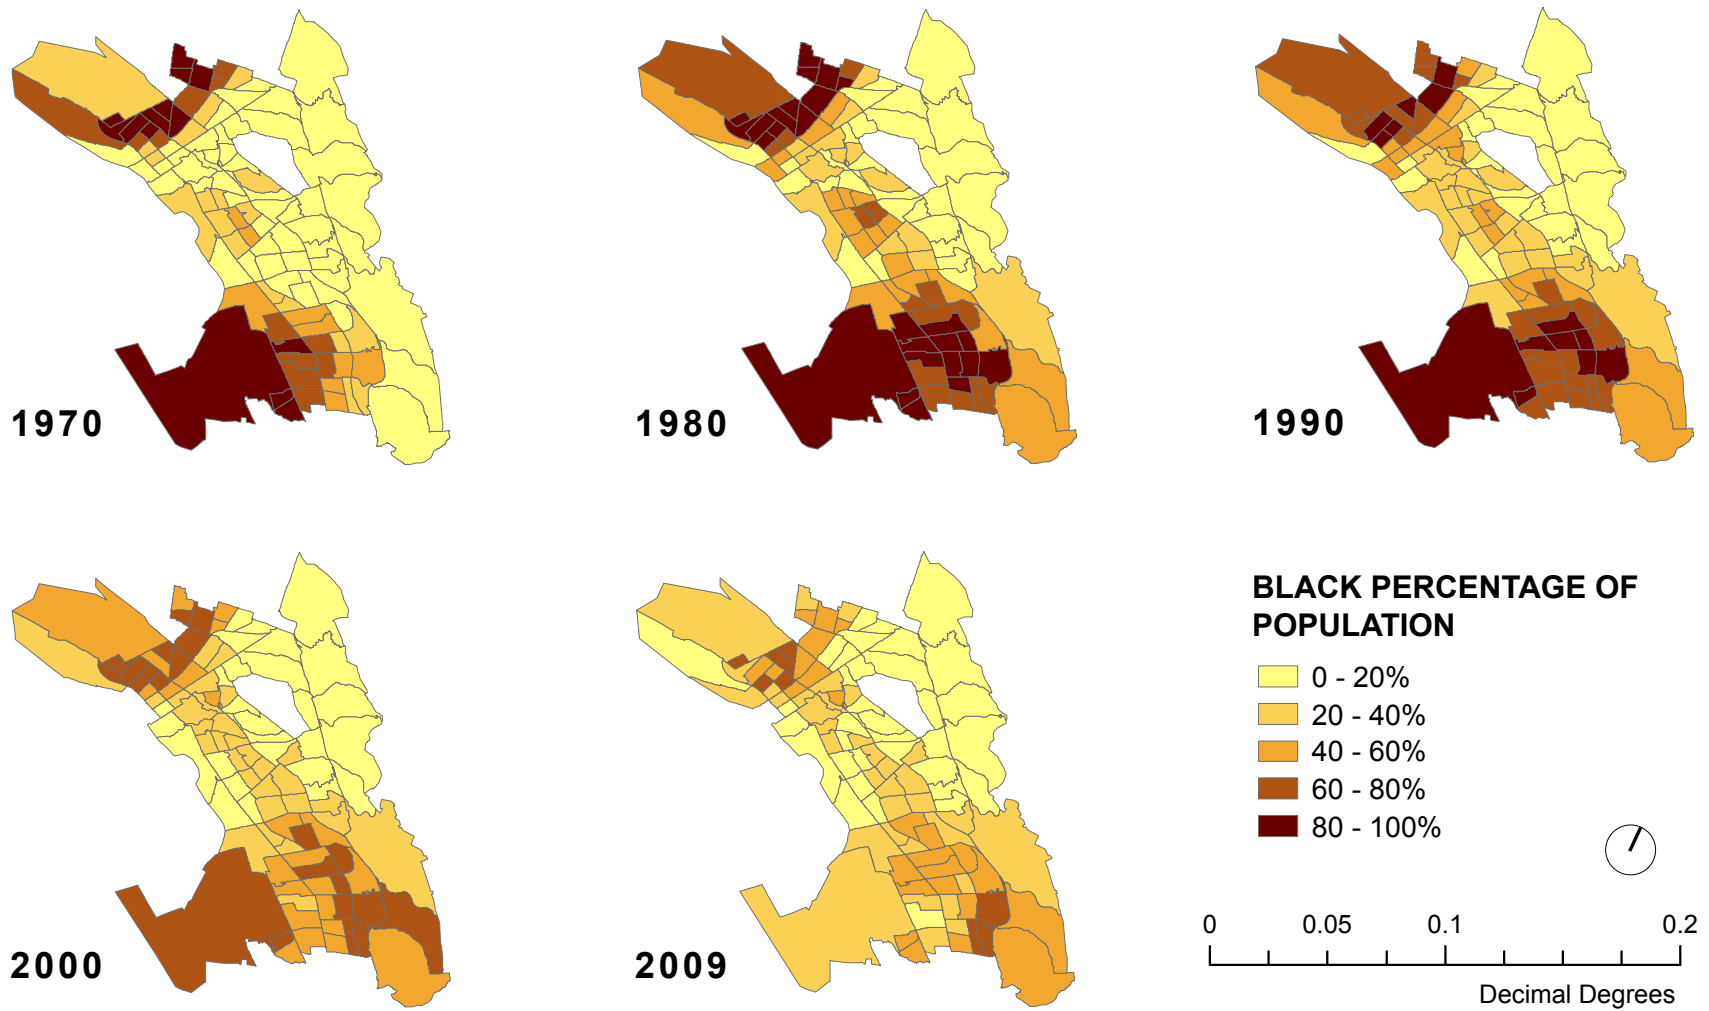 1970
1980
1990
2000
2009
BLACK PERCENTAGE OF
POPULATION
0 - 20%
20 - 40%
40 - 60%
60 - 80%
80 - 100%
0 0.05 0.1 0.2
Decimal Degrees